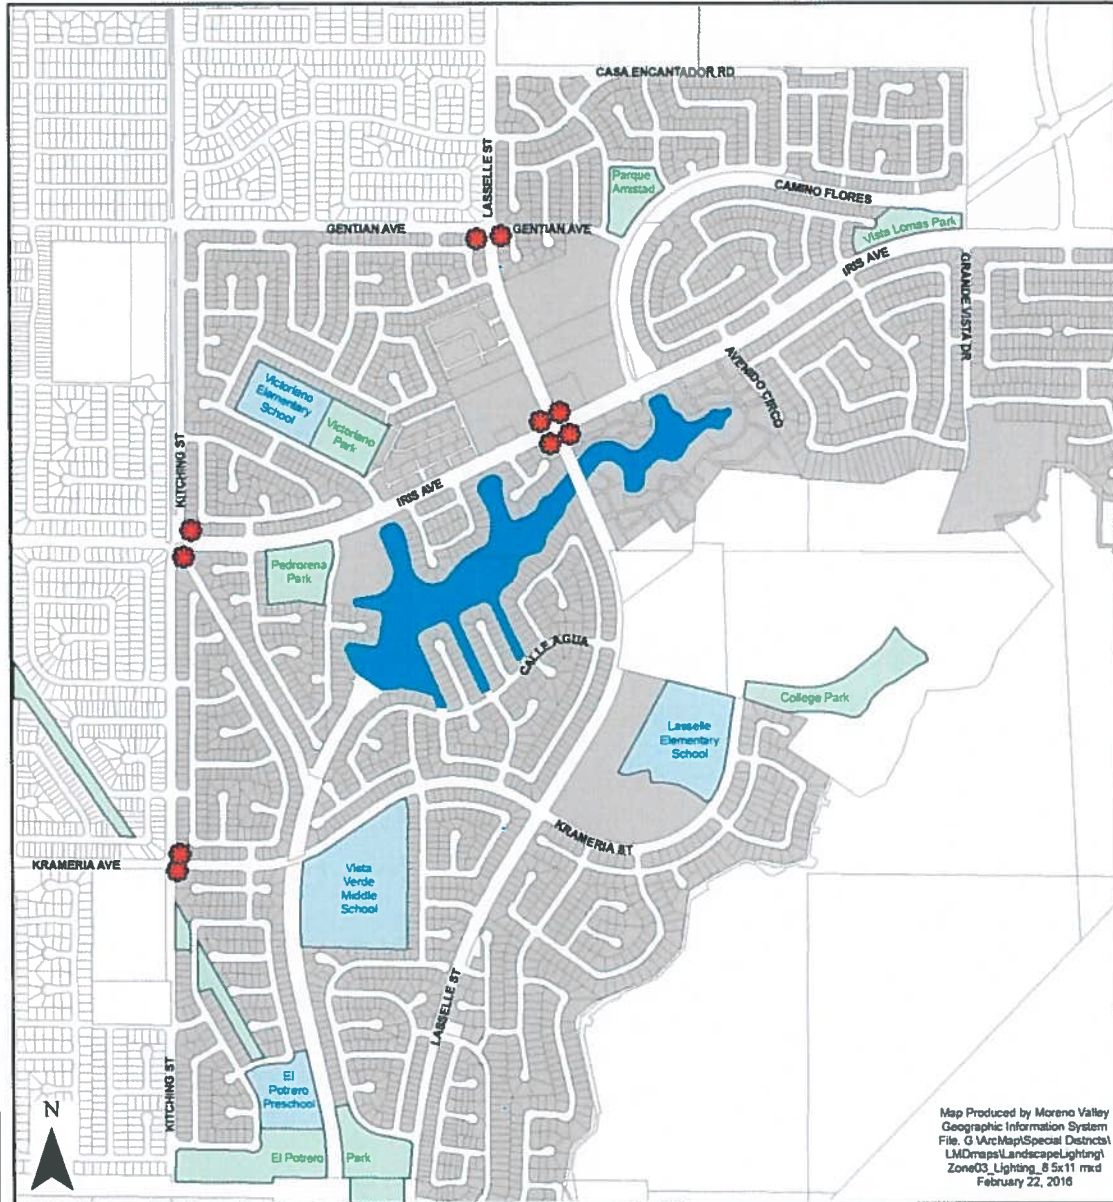 CASA ENCANTADOR RD
LASSELLE ST
Parque
Amistad
CAMINO FLORES
GENTIAN AVE
GENTIAN AVE
Vista Lomas Park
IRIS AVE
GRANDE VISTA DR
AVENIDO CIRCO
Victoriano
Elementary
School
Victoriano
Park
KITCHING ST
IRIS AVE
Pedrorena
Park
CALLE AGUA
College Park
Lasselle
Elementary
School
KRAMERIA ST
KRAMERIA AVE
Vista
Verde
Middle
School
LASSELLE ST
KITCHING ST
El
Potrero
Preschool
El Potrero Park
N
Map Produced by Moreno Valley
Geographic Information System
File. G:\ArcMap\Special Districts\
LMDmaps\LandscapeLighting\
Zone03_Lighting_8 5x11 mxd
February 22, 2016